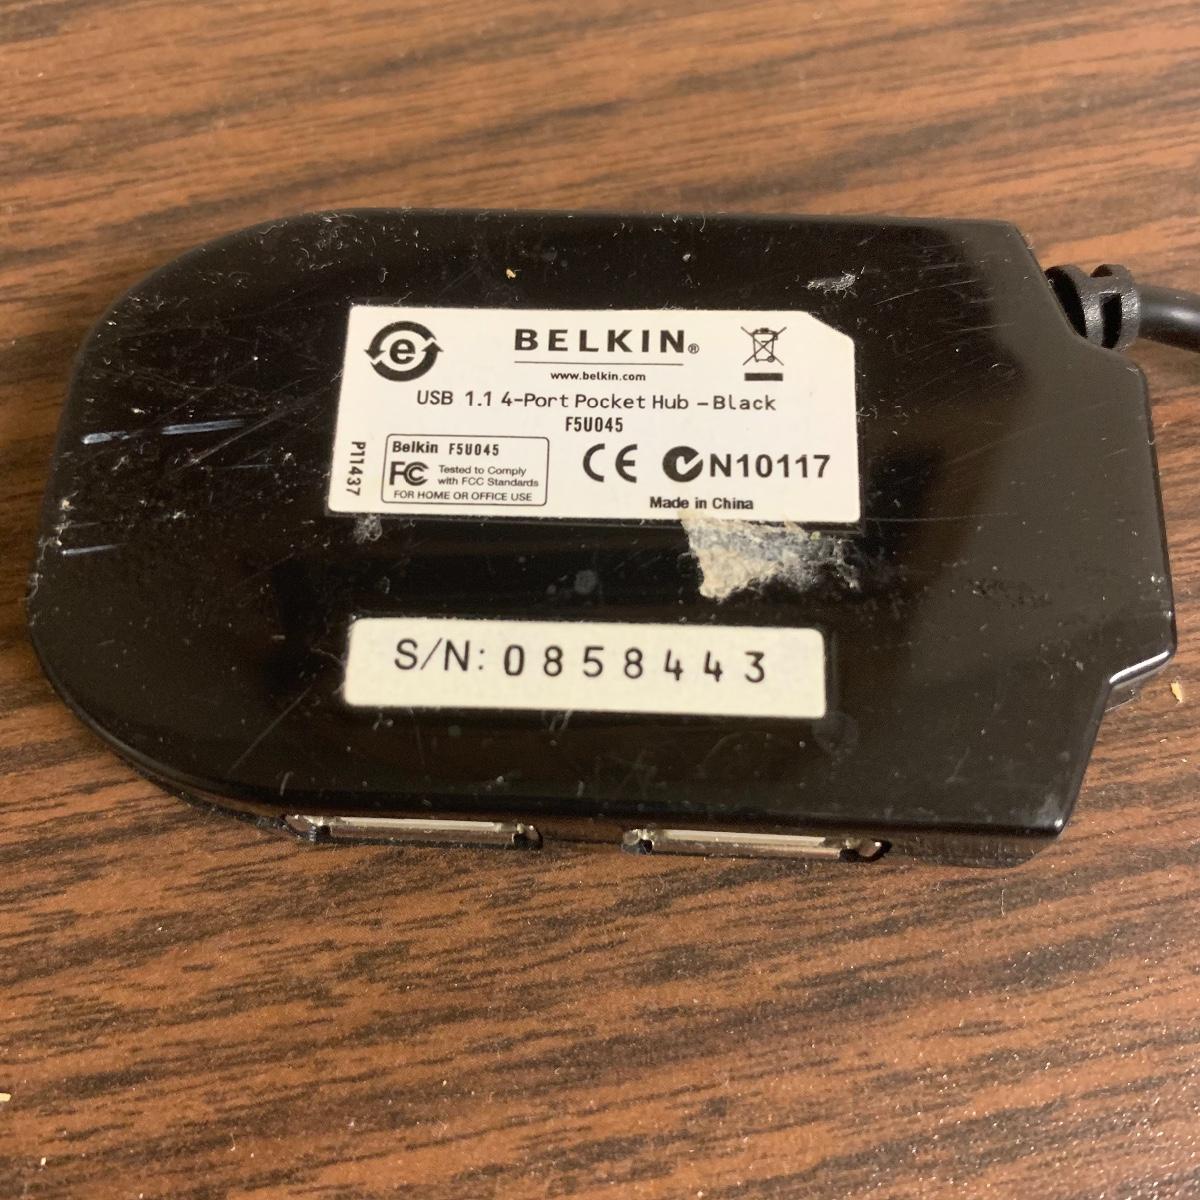 e
BELKIN®
www.belkin.com
USB 1.1 4-Port Pocket Hub -Black
F5U045
P11437
Belkin F5U045
FC Tested to Comply
with FCC Standards
FOR HOME OR OFFICE USE
CE N10117
Made in China
S/N: 0858443